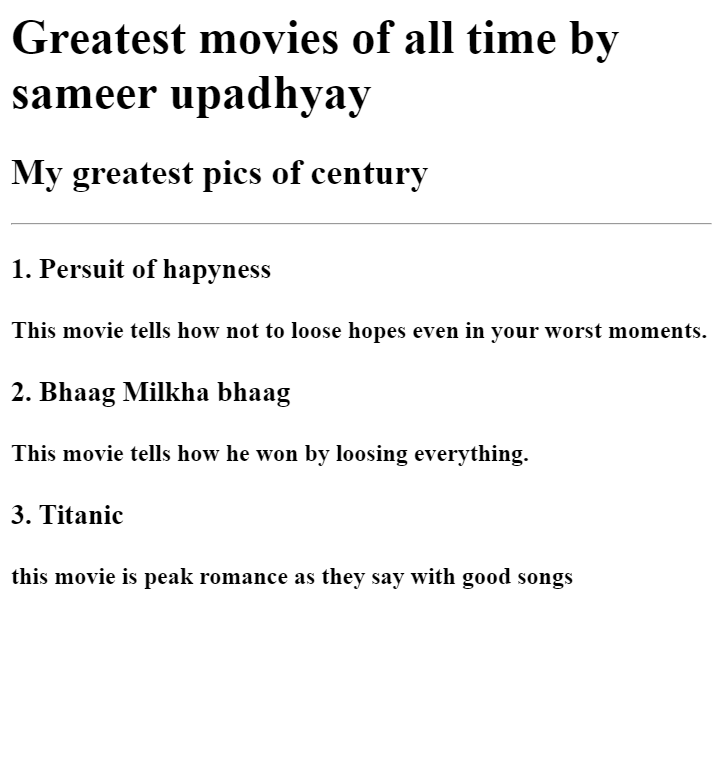 Greatest movies of all time by
sameer upadhyay
My greatest pics of century
1. Persuit of hapyness
This movie tells how not to loose hopes even in your worst moments.
2. Bhaag Milkha bhaag
This movie tells how he won by loosing everything.
3. Titanic
this movie is peak romance as they say with good songs